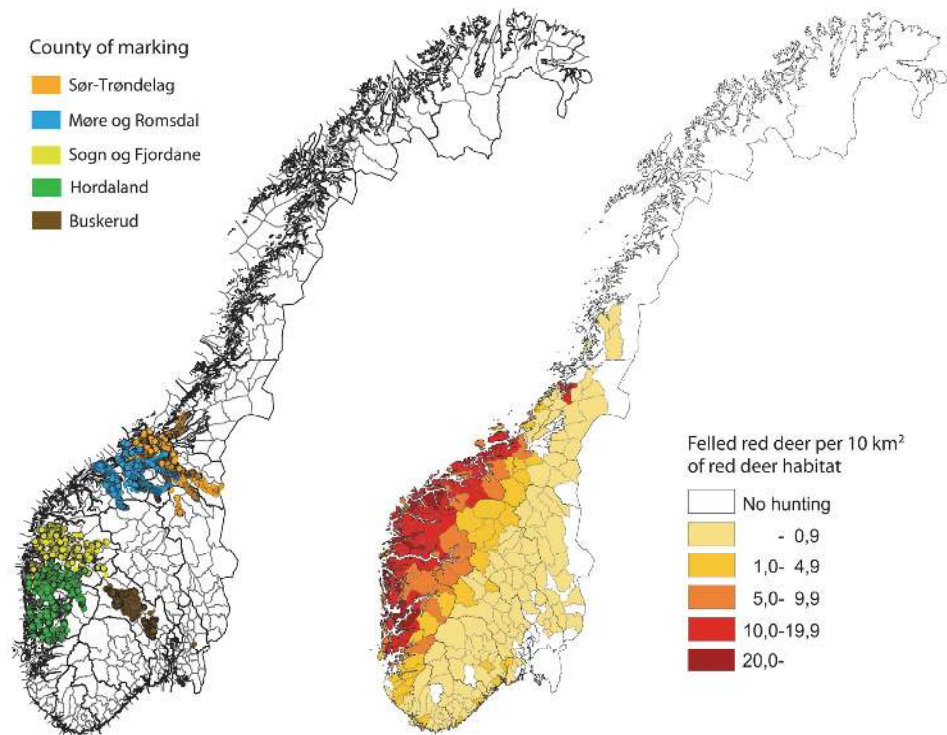 County of marking
Sør-Trøndelag
Møre og Romsdal
Sogn og Fjordane
Hordaland
Buskerud
Felled red deer per 10 km²
of red deer habitat
No hunting
- 0,9
1,0- 4,9
5,0- 9,9
10,0-19,9
20,0-